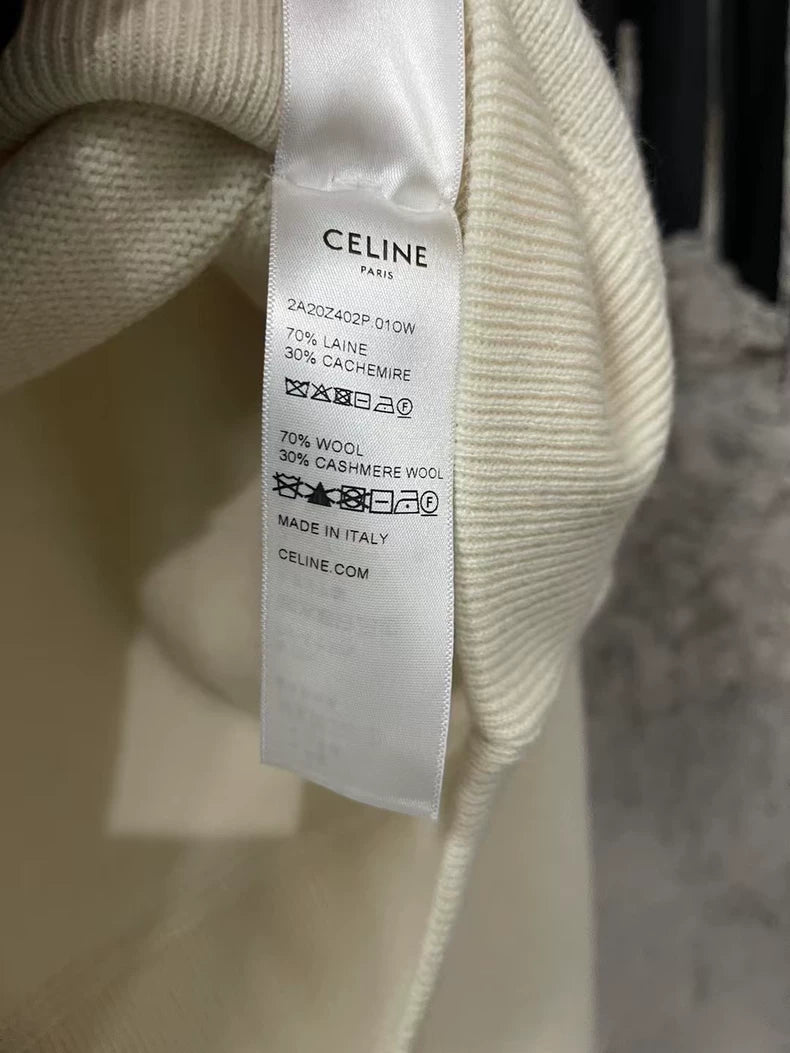 CELINE
PARIS
2A20Z402P.01OW
70% LAINE
30% CACHEMIRE
F
70% WOOL
30% CASHMERE WOOL
F
MADE IN ITALY
CELINE.COM